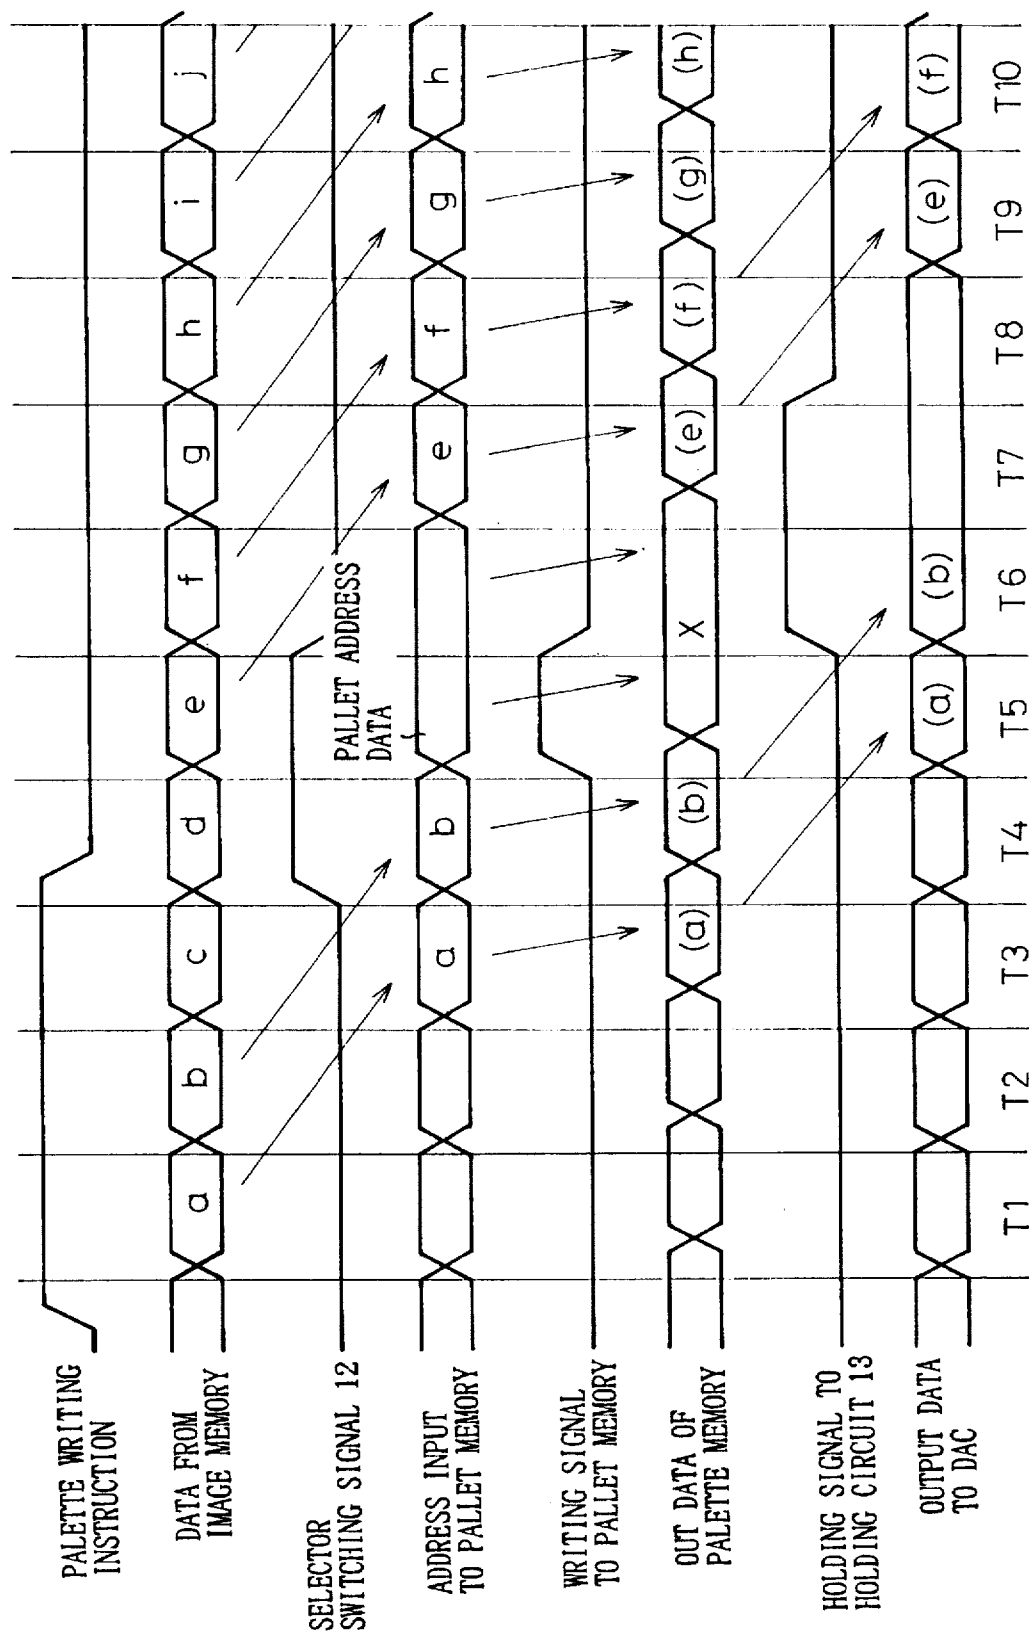 PALETTE WRITING
INSTRUCTION
DATA FROM
IMAGE MEMORY
a b c d e f g h i j
SELECTOR
SWITCHING SIGNAL 12
PALLET ADDRESS
DATA
ADDRESS INPUT
TO PALLET MEMORY
a b e f g h
WRITING SIGNAL
TO PALLET MEMORY
OUT DATA OF
PALETTE MEMORY
(a) (b) X (e) (f) (g) (h)
HOLDING SIGNAL TO
HOLDING CIRCUIT 13
OUTPUT DATA
TO DAC
(a) (b) (e) (f)
T1 T2 T3 T4 T5 T6 T7 T8 T9 T10